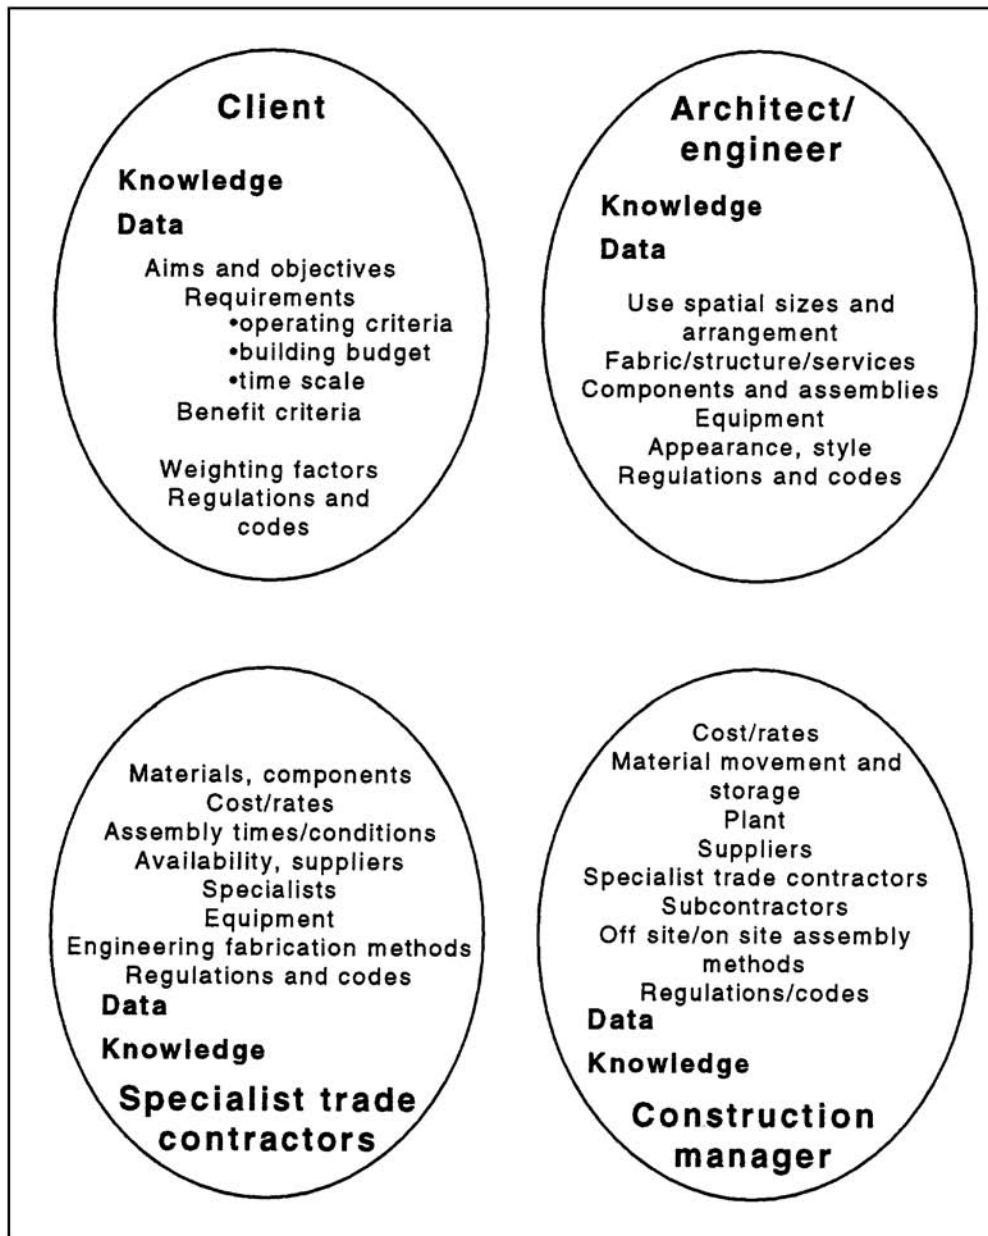 Client
Knowledge
Data
Aims and objectives
Requirements
•operating criteria
•building budget
•time scale
Benefit criteria
Weighting factors
Regulations and
codes
Architect/
engineer
Knowledge
Data
Use spatial sizes and
arrangement
Fabric/structure/services
Components and assemblies
Equipment
Appearance, style
Regulations and codes
Materials, components
Cost/rates
Assembly times/conditions
Availability, suppliers
Specialists
Equipment
Engineering fabrication methods
Regulations and codes
Data
Knowledge
Specialist trade
contractors
Cost/rates
Material movement and
storage
Plant
Suppliers
Specialist trade contractors
Subcontractors
Off site/on site assembly
methods
Regulations/codes
Data
Knowledge
Construction
manager